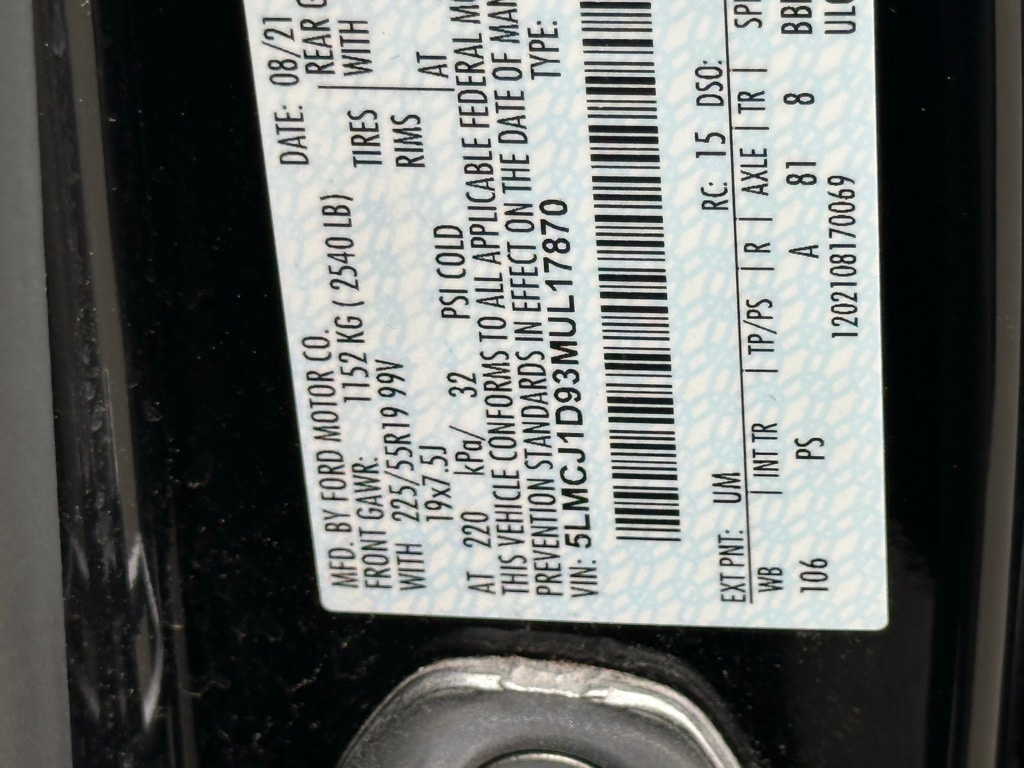 MFD. BY FORD MOTOR CO. DATE: 08/21
FRONT GAWR: 1152 KG ( 2540 LB) REAR
WITH 225/55R19 99V TIRES WITH
19x7.5J RIMS
AT 220 kPa/ 32 PSI COLD AT
THIS VEHICLE CONFORMS TO ALL APPLICABLE FEDERAL
PREVENTION STANDARDS IN EFFECT ON THE DATE OF
VIN: 5LMCJ1D93MUL17870 TYPE:
EXT PNT: UM RC: 15 DSO:
WB | INT TR | TP/PS | R | AXLE | TR |
106 PS A 81 8
1202108170069